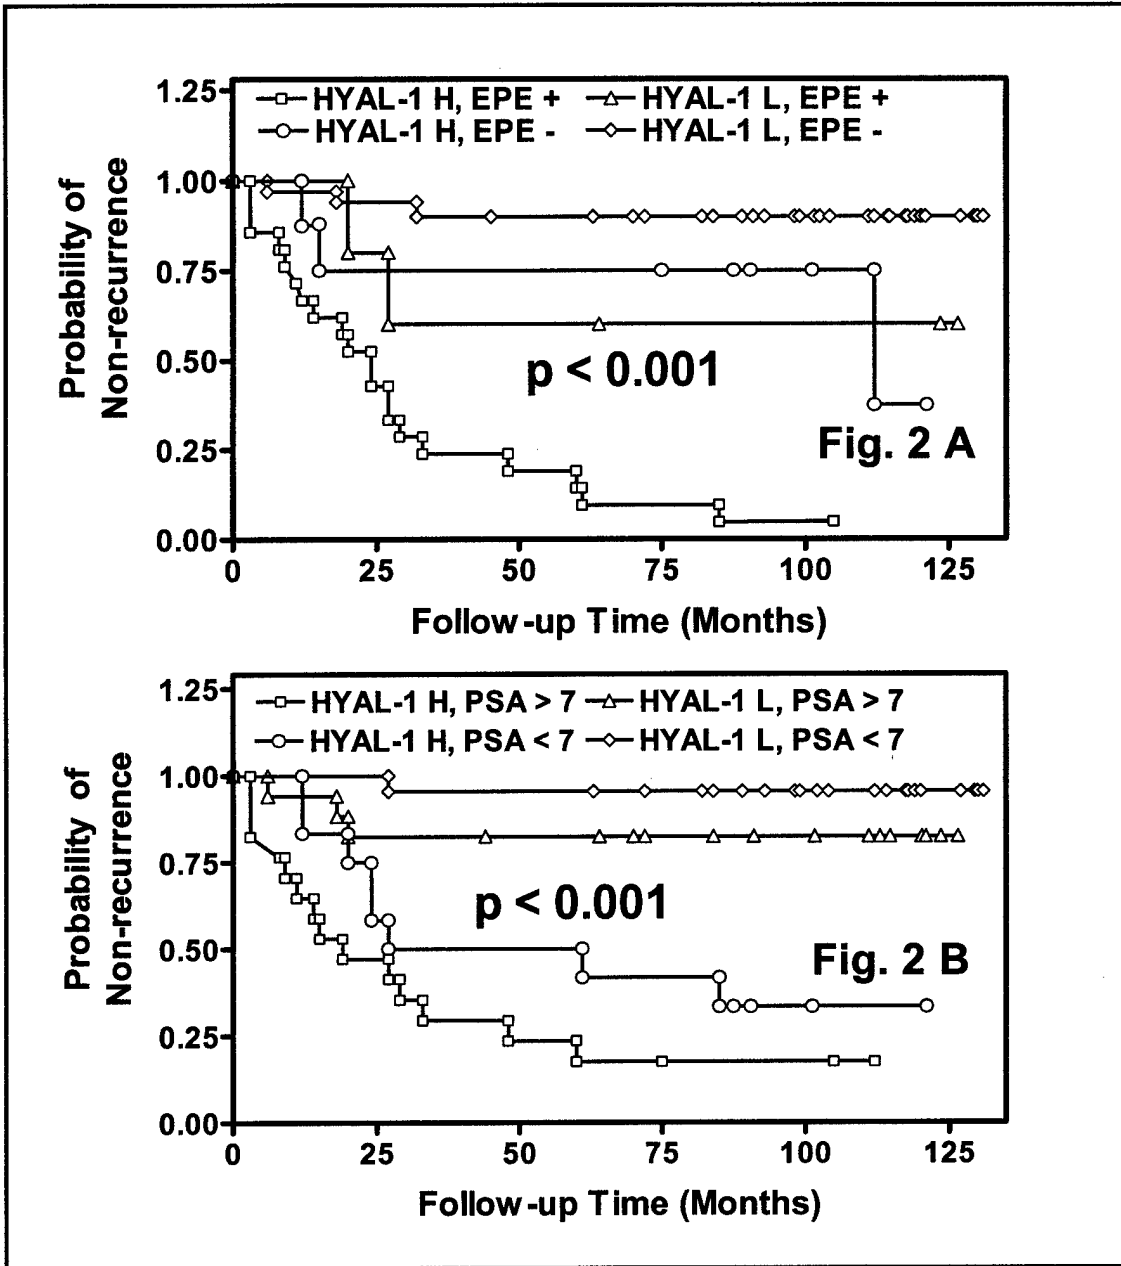 1.25
HYAL-1 H, EPE + HYAL-1 L, EPE +
HYAL-1 H, EPE - HYAL-1 L, EPE -
1.00
0.75
0.50
0.25
0.00
Probability of
Non-recurrence
p < 0.001
Fig. 2 A
0 25 50 75 100 125
Follow-up Time (Months)
1.25
HYAL-1 H, PSA > 7 HYAL-1 L, PSA > 7
HYAL-1 H, PSA < 7 HYAL-1 L, PSA < 7
1.00
0.75
0.50
0.25
0.00
Probability of
Non-recurrence
p < 0.001
Fig. 2 B
0 25 50 75 100 125
Follow-up Time (Months)